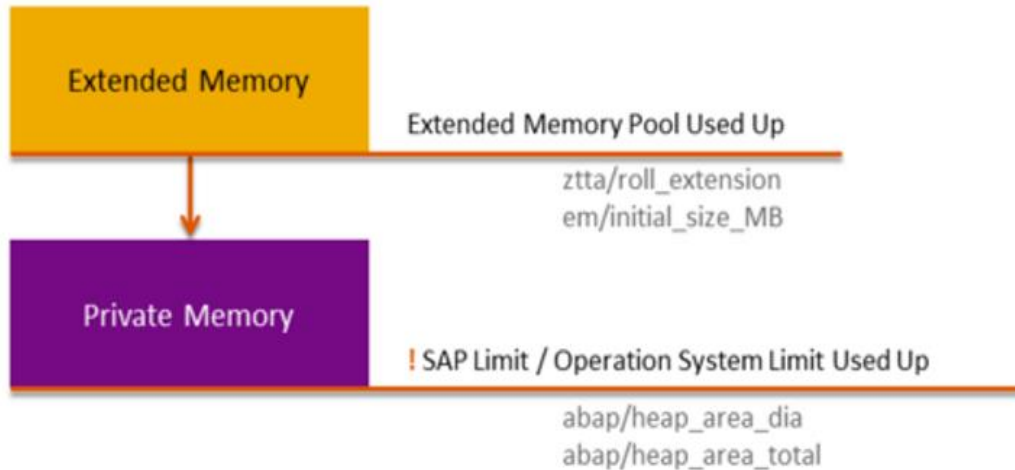 Extended Memory
Extended Memory Pool Used Up
ztta/roll_extension
em/initial_size_MB
Private Memory
! SAP Limit / Operation System Limit Used Up
abap/heap_area_dia
abap/heap_area_total